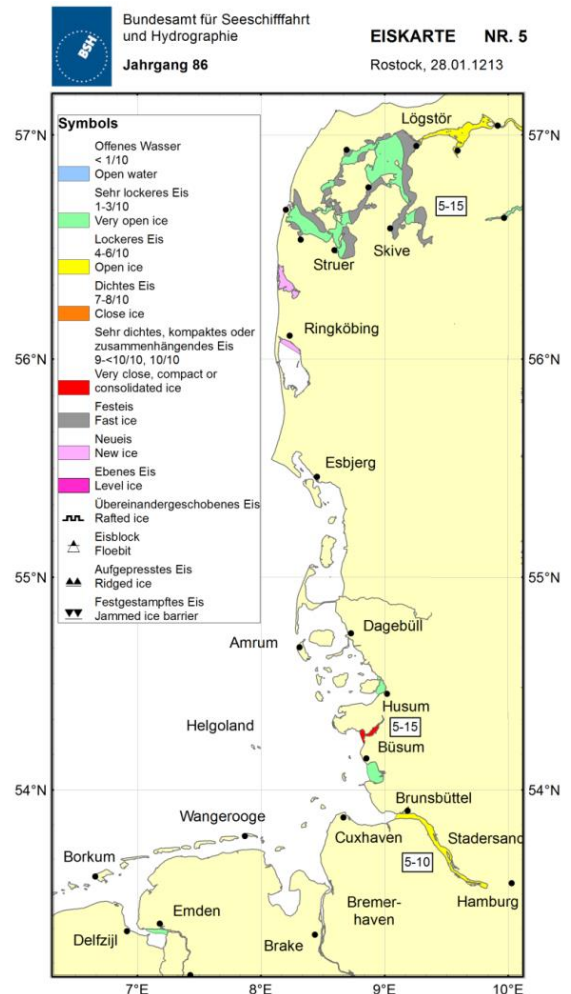 Bundesamt für Seeschifffahrt
und Hydrographie
Jahrgang 86
BSH
EISKARTE NR. 5
Rostock, 28.01.1213
Symbols
Offenes Wasser
< 1/10
Open water
Sehr lockeres Eis
1-3/10
Very open ice
Lockeres Eis
4-6/10
Open ice
Dichtes Eis
7-8/10
Close ice
Sehr dichtes, kompaktes oder
zusammenhängendes Eis
9-<10/10, 10/10
Very close, compact or
consolidated ice
Festeis
Fast ice
Neueis
New ice
Ebenes Eis
Level ice
Übereinandergeschobenes Eis
Rafted ice
Eisblock
Floebit
Aufgepresstes Eis
Ridged ice
Festgestampftes Eis
Jammed ice barrier
57°N
57°N
Lögstör
5-15
Skive
Struer
Ringköbing
56°N
56°N
Esbjerg
55°N
55°N
Dagebüll
Amrum
Husum
5-15
Helgoland
Büsum
54°N
54°N
Brunsbüttel
Wangerooge
Cuxhaven
Stadersand
5-10
Borkum
Hamburg
Bremer-
haven
Emden
Delfzijl
Brake
7°E
8°E
9°E
10°E